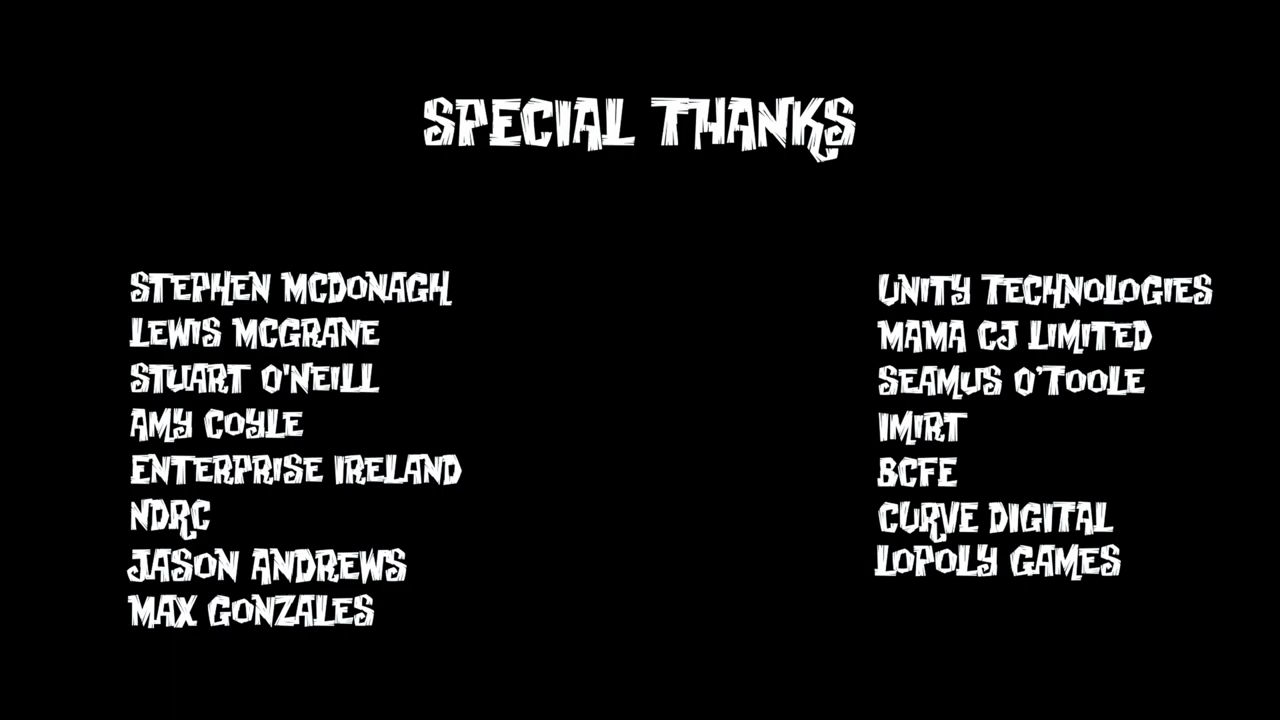 SPECIAL THANKS
STEPHEN MCDONAGH
LEWIS MCGRANE
STUART O'NEILL
AMY COYLE
ENTERPRISE IRELAND
NDRC
JASON ANDREWS
MAX GONZALES
UNITY TECHNOLOGIES
MAMA CJ LIMITED
SEAMUS O'TOOLE
IMIRT
BCFE
CURVE DIGITAL
LOPOLY GAMES